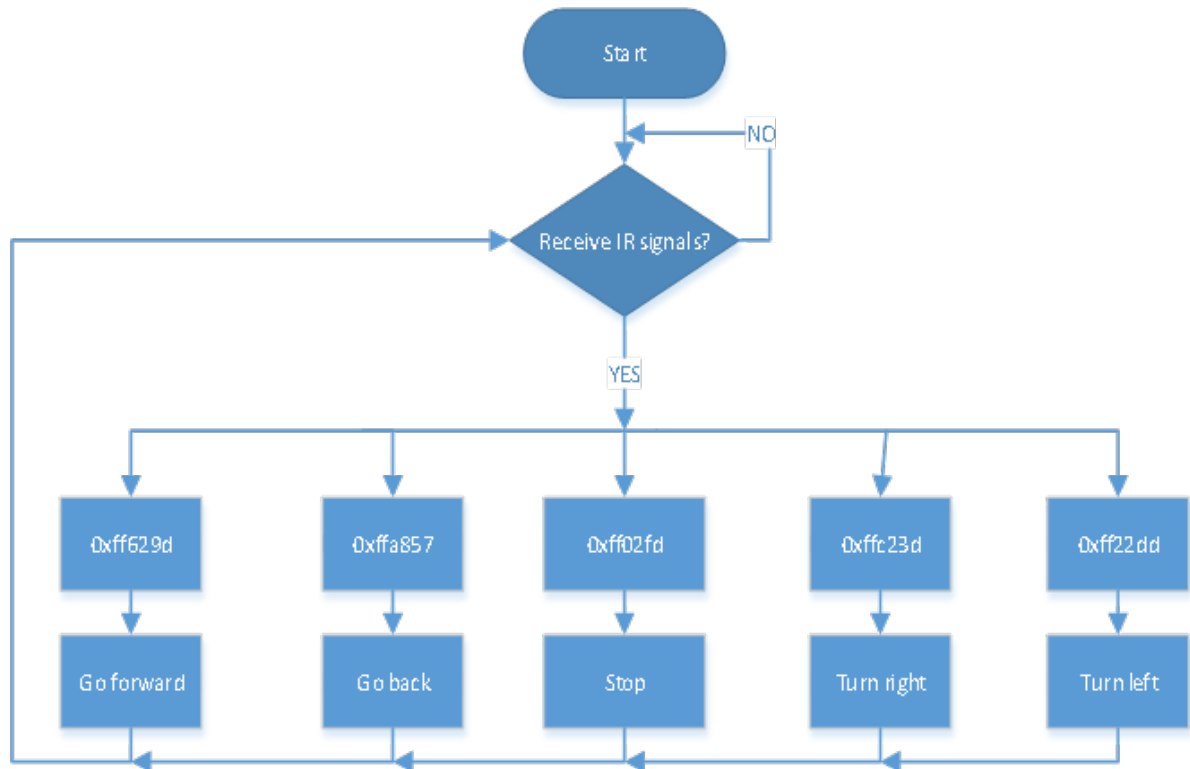 Start
NO
Receive IR signals?
YES
0xff629d
0xffa857
0xff02fd
0xffc23d
0xff22dd
Go forward
Go back
Stop
Turn right
Turn left